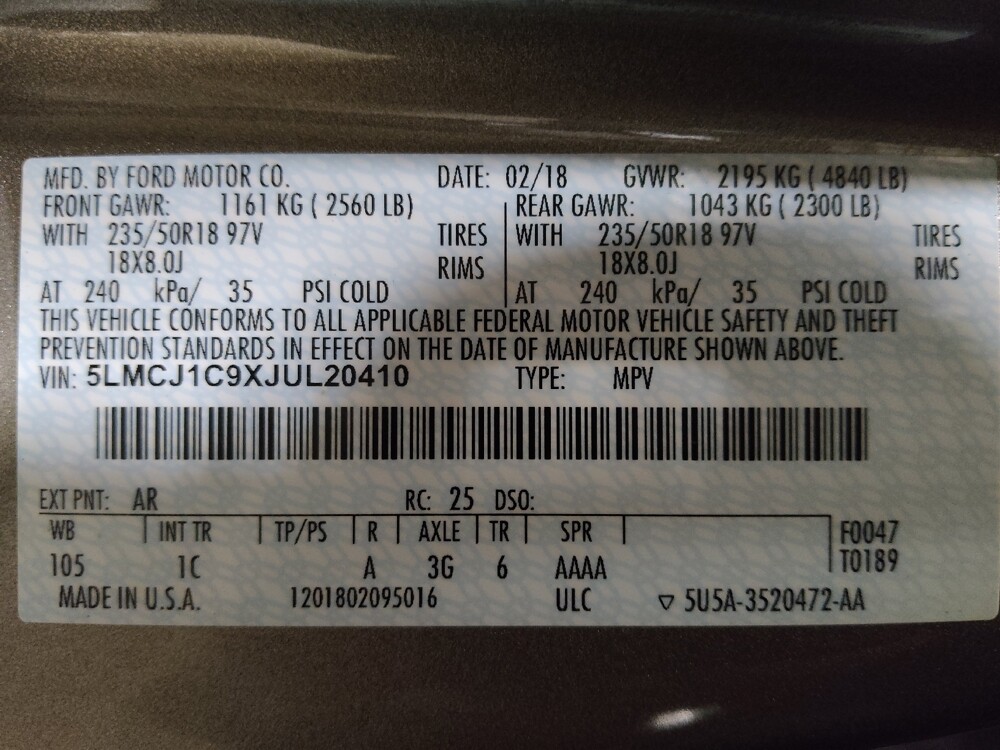 MFD. BY FORD MOTOR CO. DATE: 02/18 GVWR: 2195 KG ( 4840 LB)
FRONT GAWR: 1161 KG ( 2560 LB) REAR GAWR: 1043 KG ( 2300 LB)
WITH 235/50R18 97V TIRES WITH 235/50R18 97V TIRES
18X8.0J RIMS 18X8.0J RIMS
AT 240 kPa/ 35 PSI COLD AT 240 kPa/ 35 PSI COLD
THIS VEHICLE CONFORMS TO ALL APPLICABLE FEDERAL MOTOR VEHICLE SAFETY AND THEFT
PREVENTION STANDARDS IN EFFECT ON THE DATE OF MANUFACTURE SHOWN ABOVE.
VIN: 5LMCJ1C9XJUL20410 TYPE: MPV
EXT PNT: AR RC: 25 DSO:
WB INT TR TP/PS R AXLE TR SPR F0047
105 1C A 3G 6 AAAA T0189
MADE IN U.S.A. 1201802095016 ULC ▽ 5U5A-3520472-AA